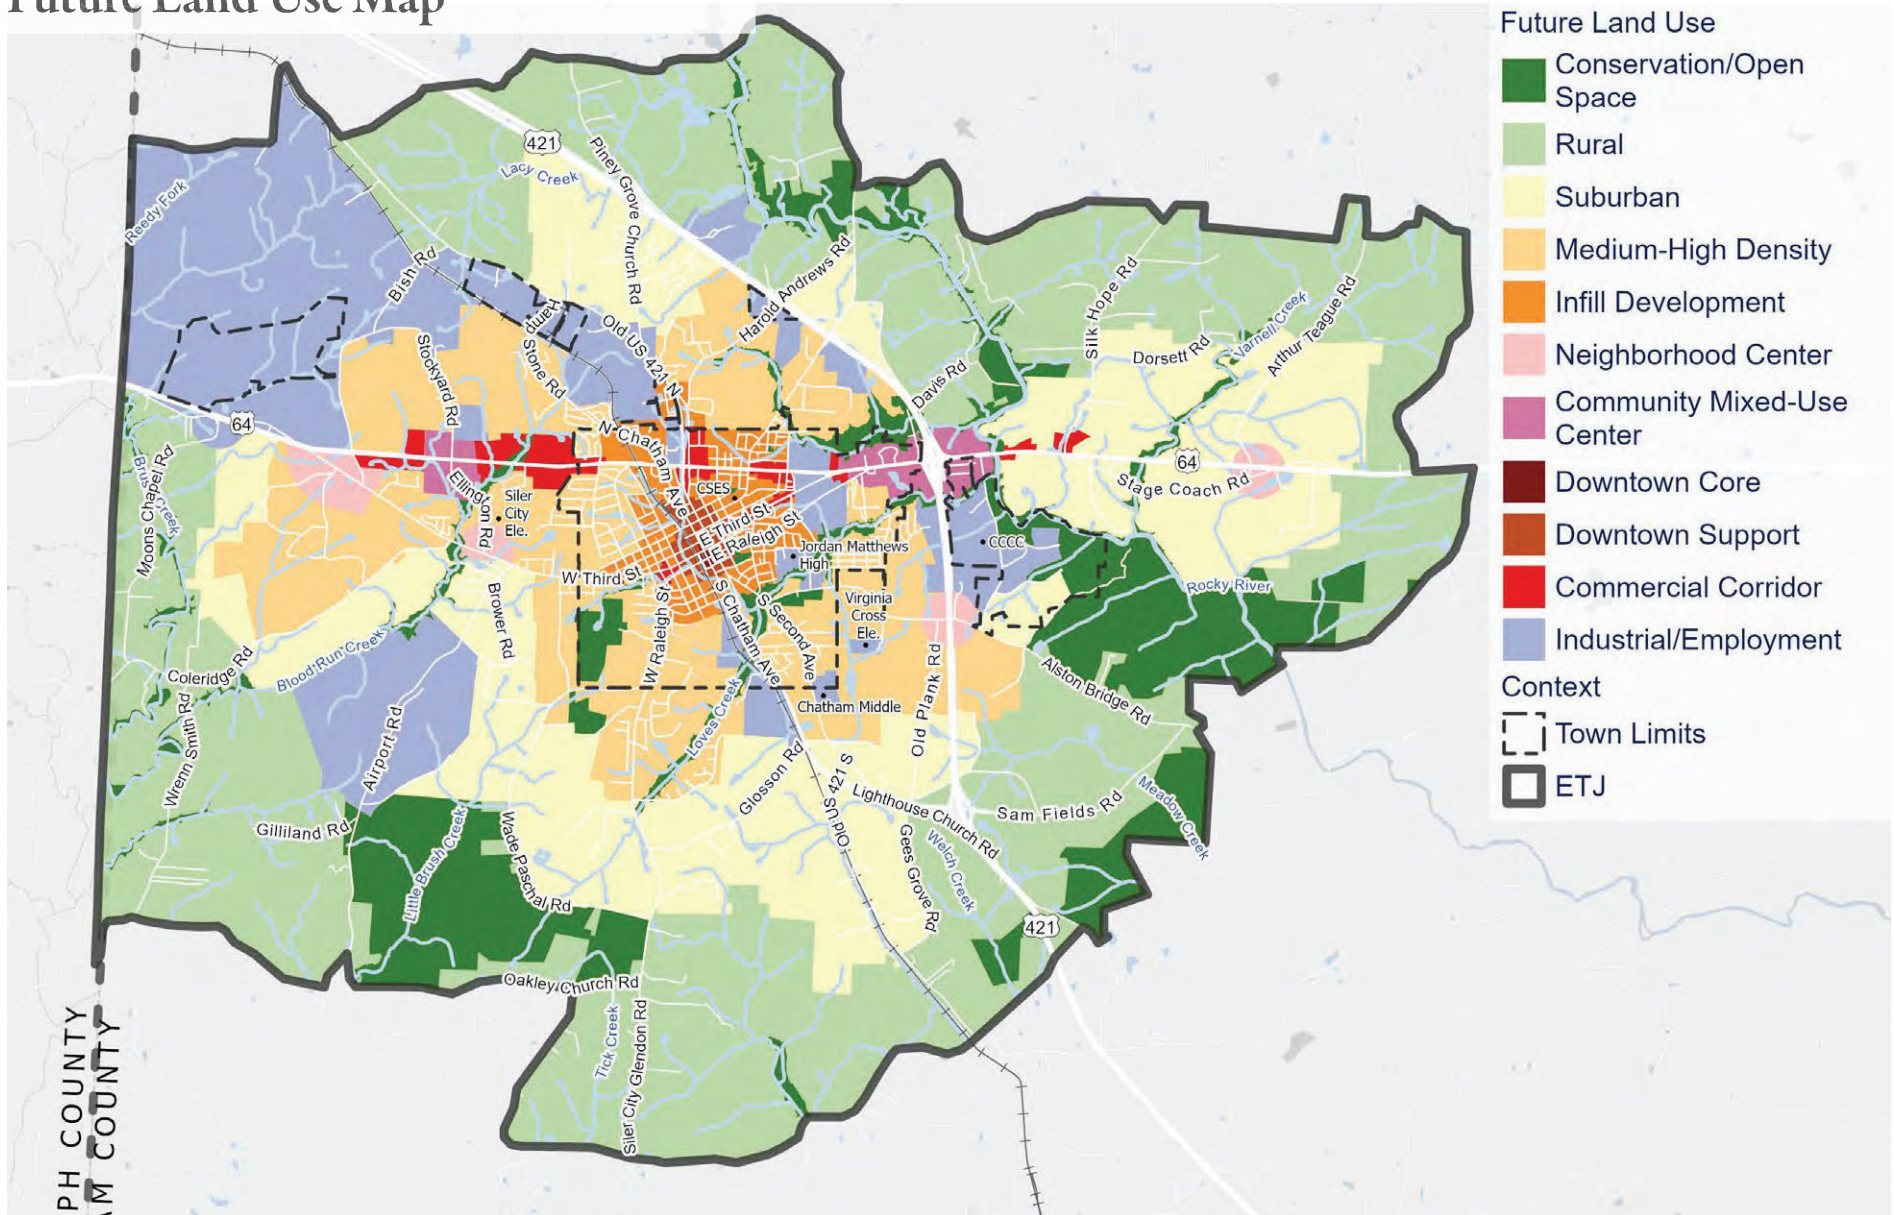 Future Land Use Map
Future Land Use
Conservation/Open
Space
Rural
Suburban
Medium-High Density
Infill Development
Neighborhood Center
Community Mixed-Use
Center
Downtown Core
Downtown Support
Commercial Corridor
Industrial/Employment
Context
Town Limits
ETJ
421
Lacy Creek
Piney Grove Church Rd
Reedy Fork
Bish Rd
Hamp
Stone Rd
Old US 421 N
Harold Andrews Rd
Silk Hope Rd
Dorsett Rd
Varnell Creek
Arthur Teague Rd
Stockyard Rd
Davis Rd
64
N Chatham Ave
64
Stage Coach Rd
Moons Chapel Rd
Brush Creek
Ellington Rd
Siler
City
Ele.
CSES
E Third St
E Raleigh St
Jordan Matthews
High
CCCC
W Third St
Brower Rd
W Raleigh St
S Chatham Ave
S Second Ave
Virginia
Cross
Ele.
Rocky River
Coleridge Rd
Blood Run Creek
Wrenn Smith Rd
Airport Rd
Loves Creek
Chatham Middle
Old Plank Rd
Alston Bridge Rd
Glosson Rd
Old US 421 S
Lighthouse Church Rd
Sam Fields Rd
Meadow Creek
Gilliland Rd
Little Brush Creek
Wade Paschal Rd
Gees Grove Rd
Welch Creek
421
Oakley Church Rd
Tick Creek
Siler City Glendon Rd
PH COUNTY
AM COUNTY